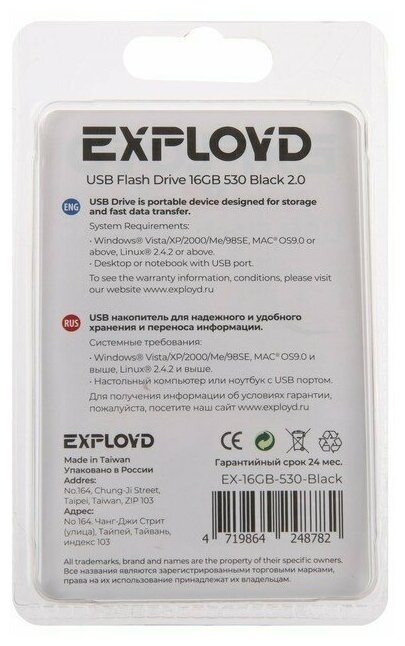 EXPLOYD
USB Flash Drive 16GB 530 Black 2.0
ENG
USB Drive is portable device designed for storage
and fast data transfer.
System Requirements:
• Windows® Vista/XP/2000/Me/98SE, MAC® OS9.0 or
above, Linux® 2.4.2 or above.
• Desktop or notebook with USB port.
To see the warranty information, conditions, please visit
our website www.exployd.ru
RUS
USB накопитель для надежного и удобного
хранения и переноса информации.
Системные требования:
• Windows® Vista/XP/2000/Me/98SE, MAC® OS9.0 и
выше, Linux® 2.4.2 и выше.
• Настольный компьютер или ноутбук с USB портом.
Для получения информации об условиях гарантии,
пожалуйста, посетите наш сайт www.exployd.ru
EXPLOYD
Made in Taiwan
Упаковано в России
Address:
No.164, Chung-Ji Street,
Taipei, Taiwan, ZIP 103
Адрес:
No 164, Чанг-Джи Стрит
(улица), Тайпей, Тайвань,
индекс 103
CE
Гарантийный срок 24 мес.
EX-16GB-530-Black
4 719864 248782
All trademarks, brand and names are the property of their specific owners.
Все названия являются зарегистрированными торговыми марками,
права на их использование принадлежат их владельцам.